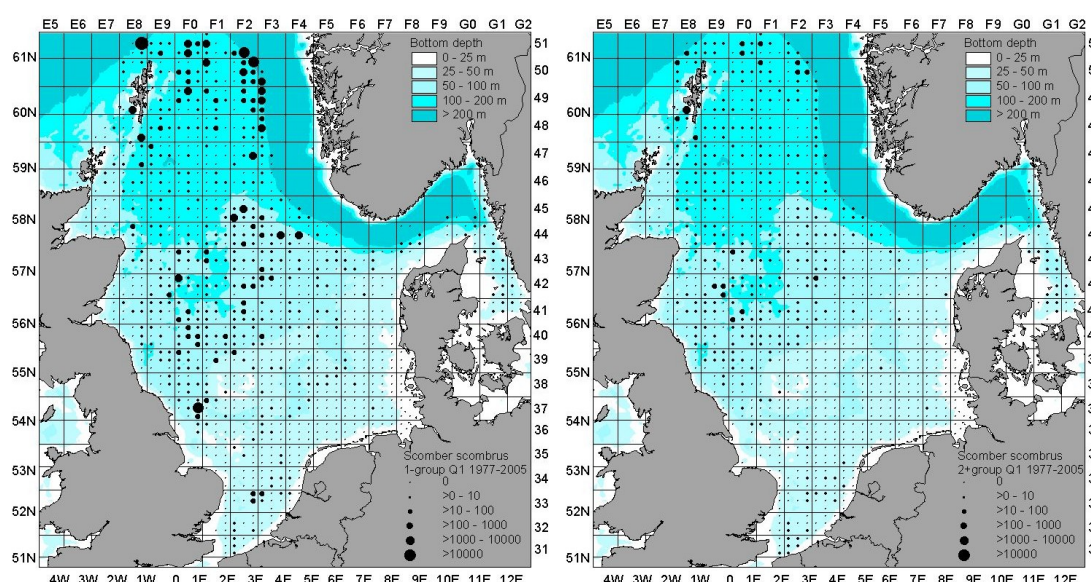 E5 E6 E7 E8 E9 F0 F1 F2 F3 F4 F5 F6 F7 F8 F9 G0 G1 G2
61N
60N
59N
58N
57N
56N
55N
54N
53N
52N
51N
Bottom depth
0 - 25 m
25 - 50 m
50 - 100 m
100 - 200 m
> 200 m
Scomber scombrus
1-group Q1 1977-2005
0
>0 - 10
>10 - 100
>100 - 1000
>1000 - 10000
>10000
51
50
49
48
47
46
45
44
43
42
41
40
39
38
37
36
35
34
33
32
31
4W 3W 2W 1W 0 1E 2E 3E 4E 5E 6E 7E 8E 9E 10E 11E 12E
E5 E6 E7 E8 E9 F0 F1 F2 F3 F4 F5 F6 F7 F8 F9 G0 G1 G2
61N
60N
59N
58N
57N
56N
55N
54N
53N
52N
51N
Bottom depth
0 - 25 m
25 - 50 m
50 - 100 m
100 - 200 m
> 200 m
Scomber scombrus
2+group Q1 1977-2005
0
>0 - 10
>10 - 100
>100 - 1000
>1000 - 10000
>10000
4W 3W 2W 1W 0 1E 2E 3E 4E 5E 6E 7E 8E 9E 10E 11E 12E